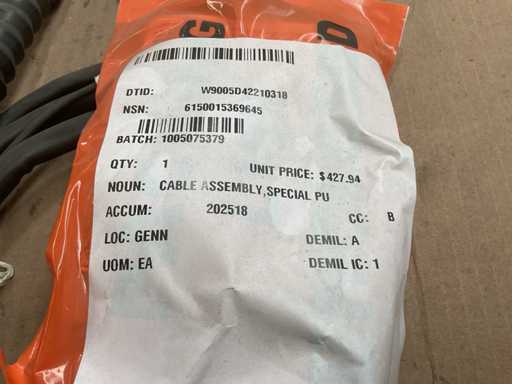 DTID: W9005D42210318
NSN: 6150015369645
BATCH: 1005075379
QTY: 1 UNIT PRICE: $427.94
NOUN: CABLE ASSEMBLY,SPECIAL PU
ACCUM: 202518 CC: B
LOC: GENN DEMIL: A
UOM: EA DEMIL IC: 1